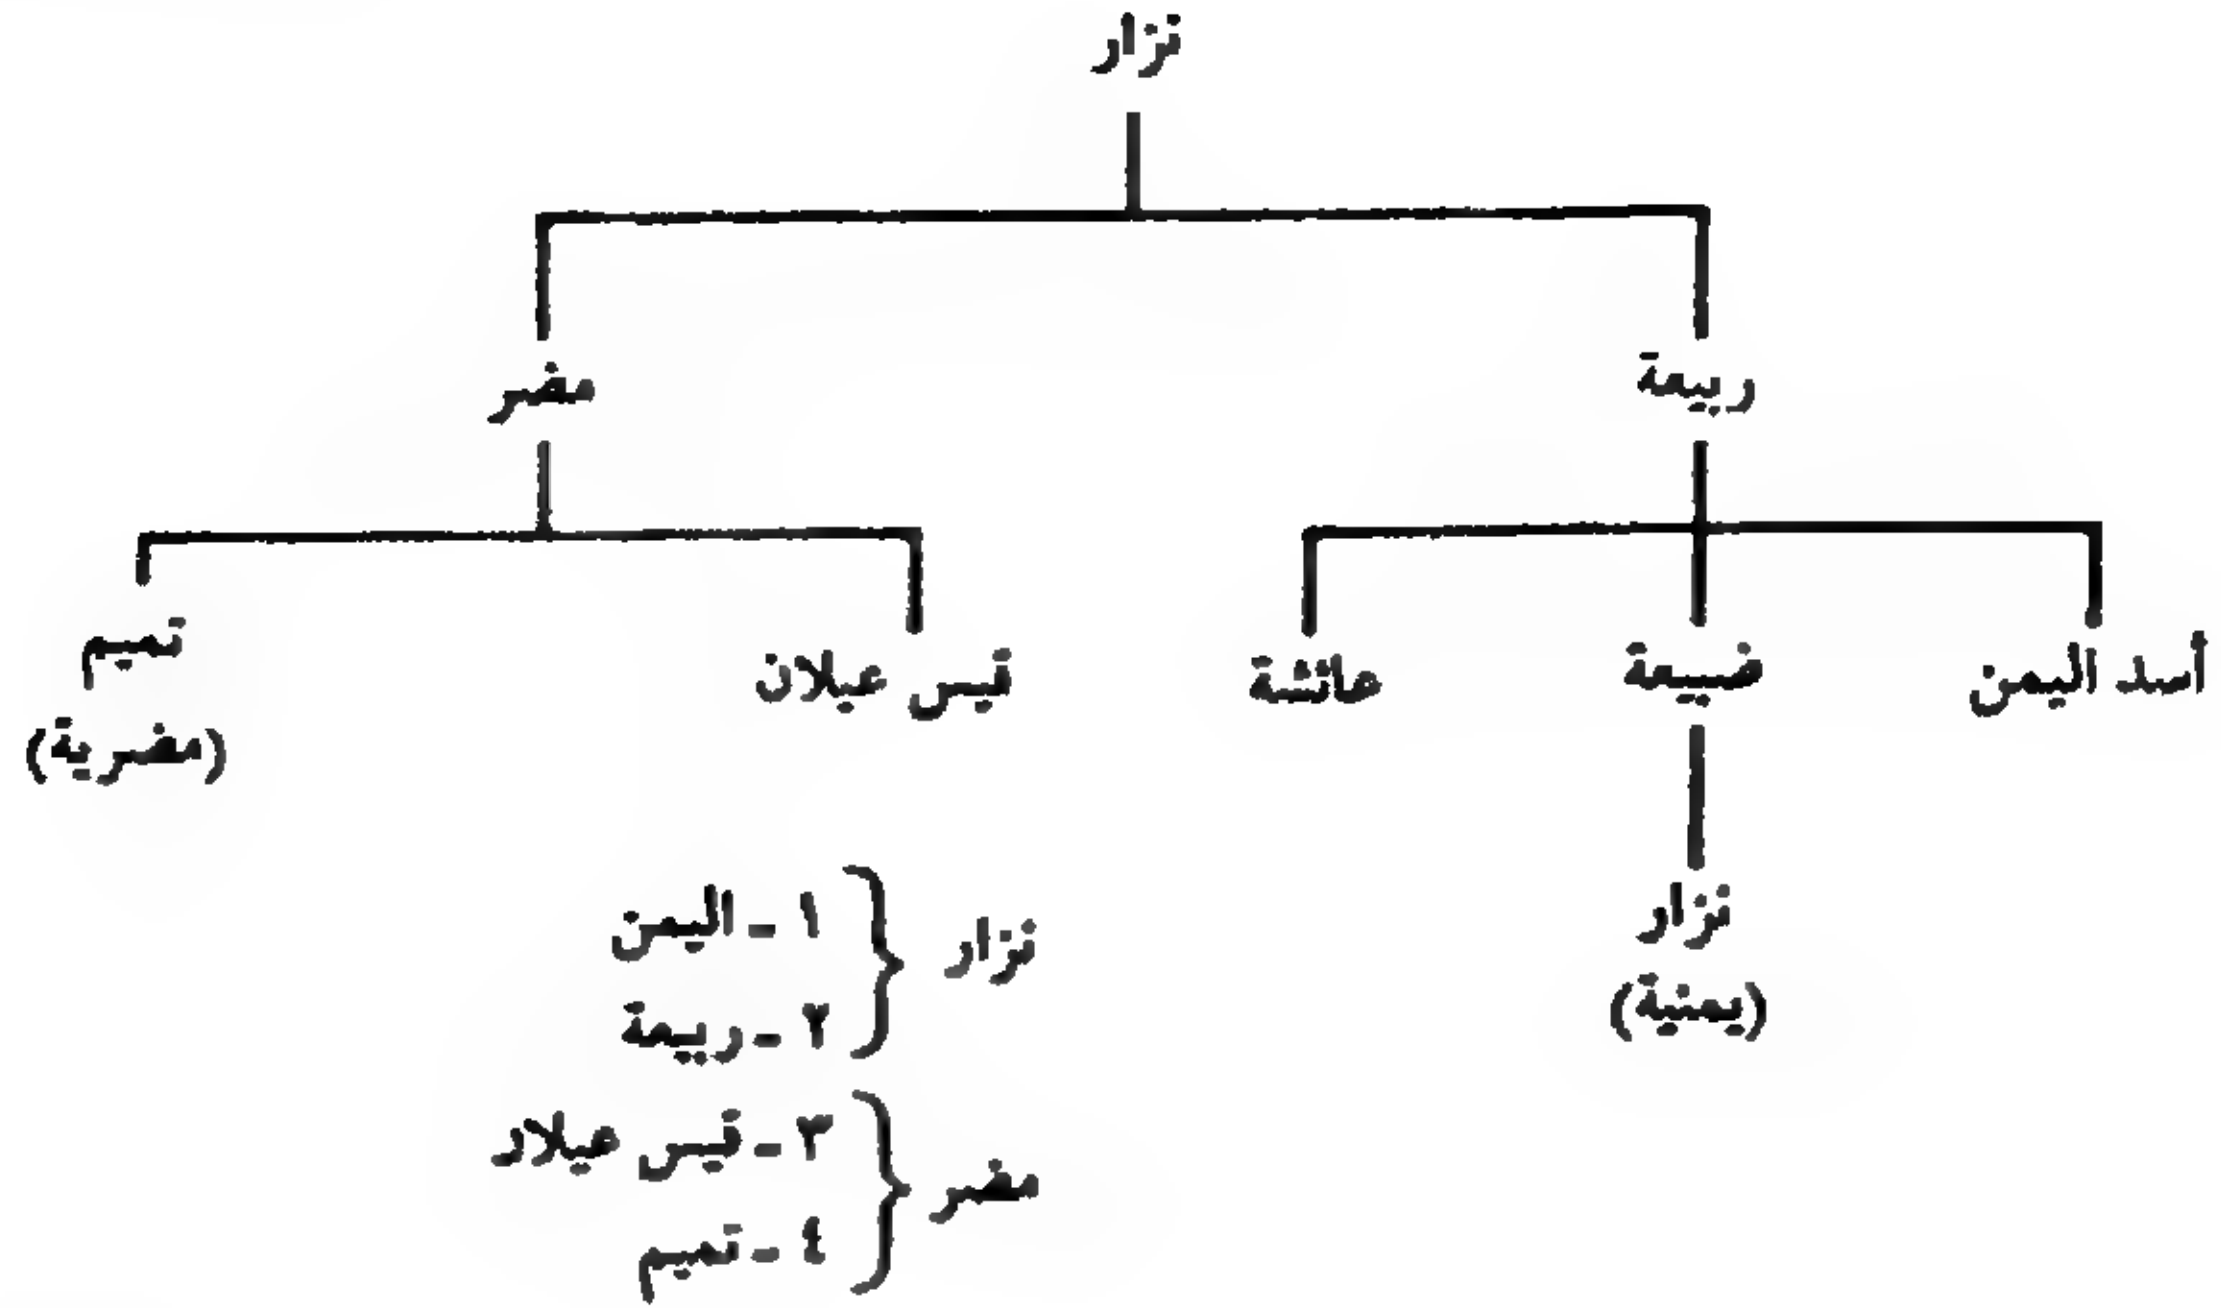 نزار
ربيعة
مضر
أسد اليمن
ضبيعة
عائشة
قيس عيلان
تميم
(مضرية)
نزار
(يمنية)
نزار
١ ـ اليمن
٢ ـ ربيعة
مضر
٣ ـ قيس عيلار
٤ ـ تميم